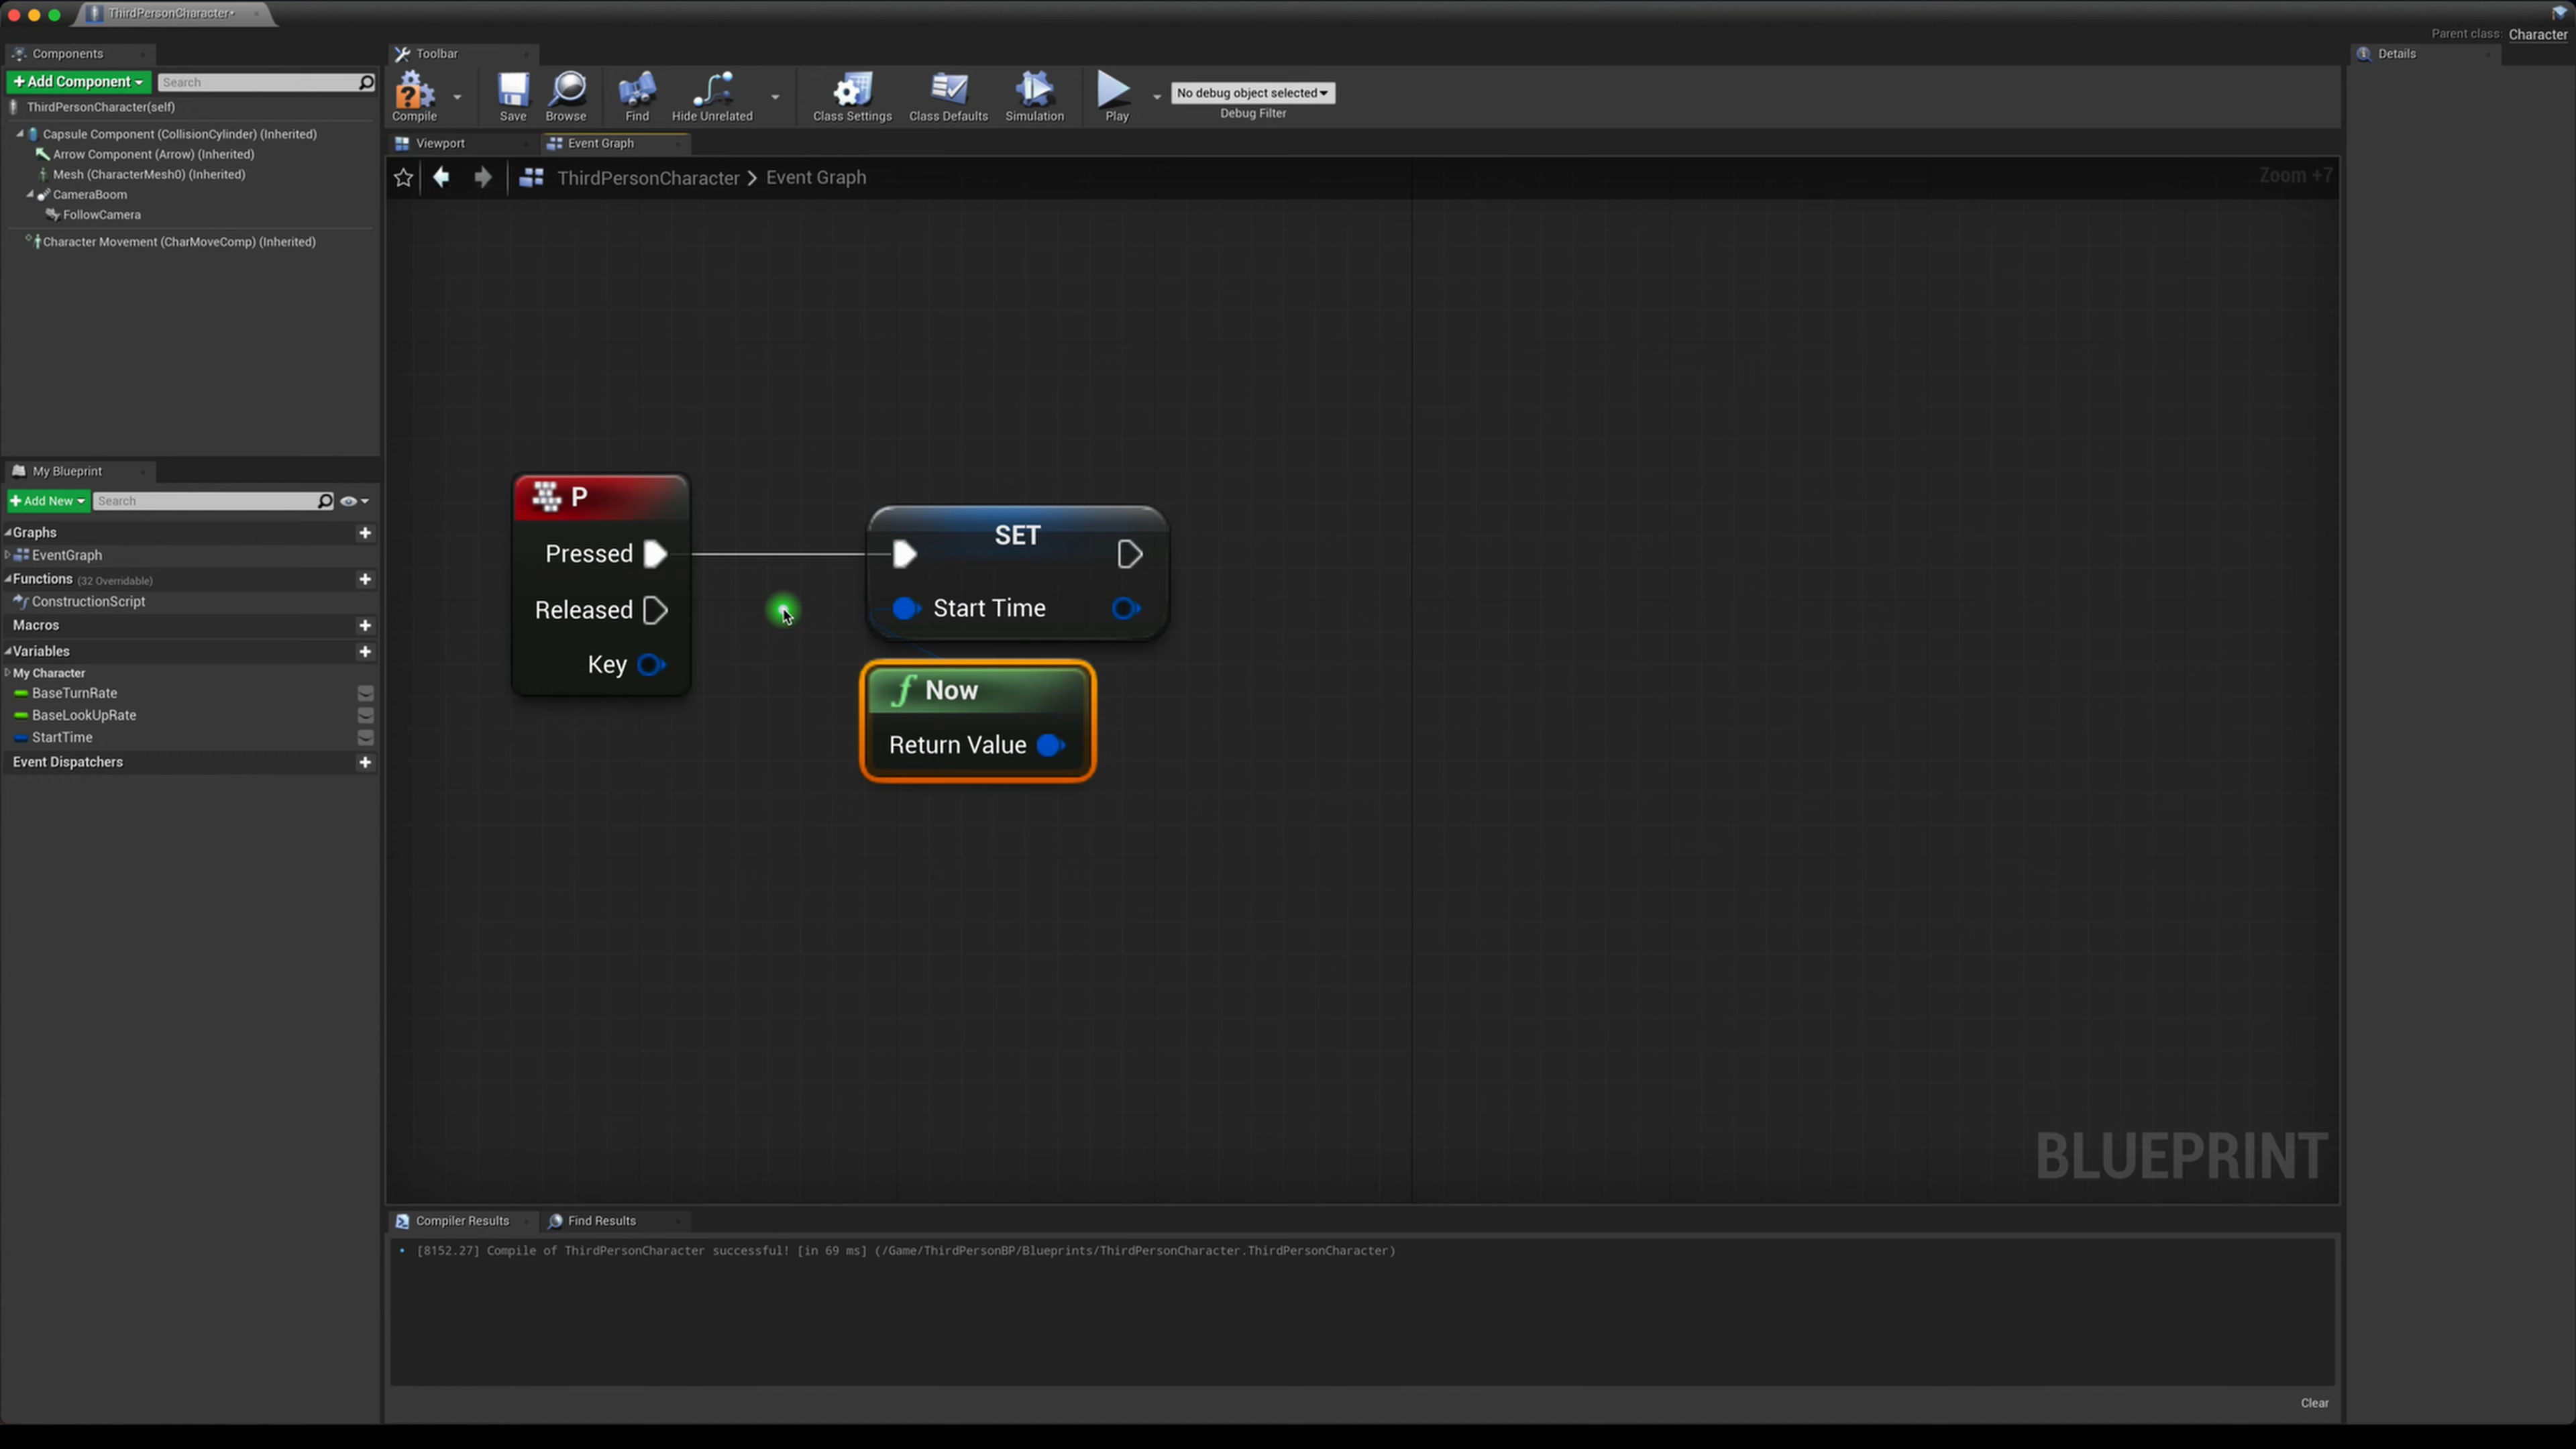 ThirdPersonCharacter*
Parent class: Character
Components
Toolbar
Details
+Add Component
Search
Compile
Save
Browse
Find
Hide Unrelated
Class Settings
Class Defaults
Simulation
Play
No debug object selected
Debug Filter
ThirdPersonCharacter(self)
Capsule Component (CollisionCylinder) (Inherited)
Arrow Component (Arrow) (Inherited)
Mesh (CharacterMesh0) (Inherited)
CameraBoom
FollowCamera
Character Movement (CharMoveComp) (Inherited)
Viewport
Event Graph
ThirdPersonCharacter > Event Graph
Zoom +7
My Blueprint
+Add New
Search
Graphs
EventGraph
Functions (32 Overridable)
ConstructionScript
Macros
Variables
My Character
BaseTurnRate
BaseLookUpRate
StartTime
Event Dispatchers
P
Pressed
Released
Key
SET
Start Time
f Now
Return Value
BLUEPRINT
Compiler Results
Find Results
• [8152.27] Compile of ThirdPersonCharacter successful! [in 69 ms] (/Game/ThirdPersonBP/Blueprints/ThirdPersonCharacter.ThirdPersonCharacter)
Clear